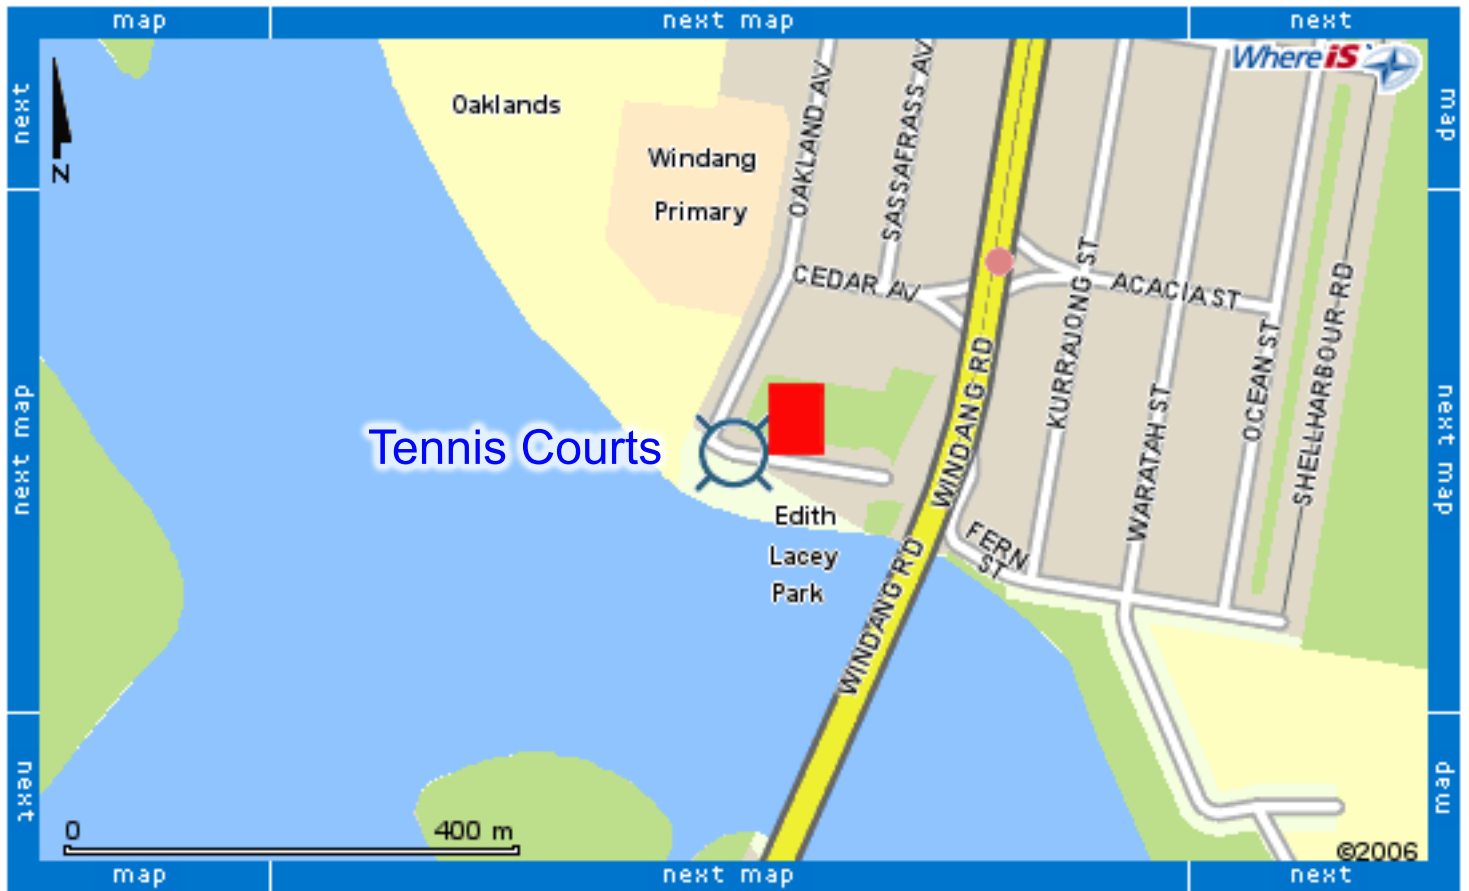 map
next map
next
next
map
WhereiS
N
Oaklands
Windang
Primary
OAKLAND AV
SASSAFRASS AV
CEDAR AV
ACACIA ST
KURRAJONG ST
WARATAH ST
OCEAN ST
SHELLHARBOUR RD
WINDANG RD
next map
next map
Tennis Courts
Edith
Lacey
Park
FERN
ST
WINDANG RD
next
map
0
400 m
©2006
map
next map
next